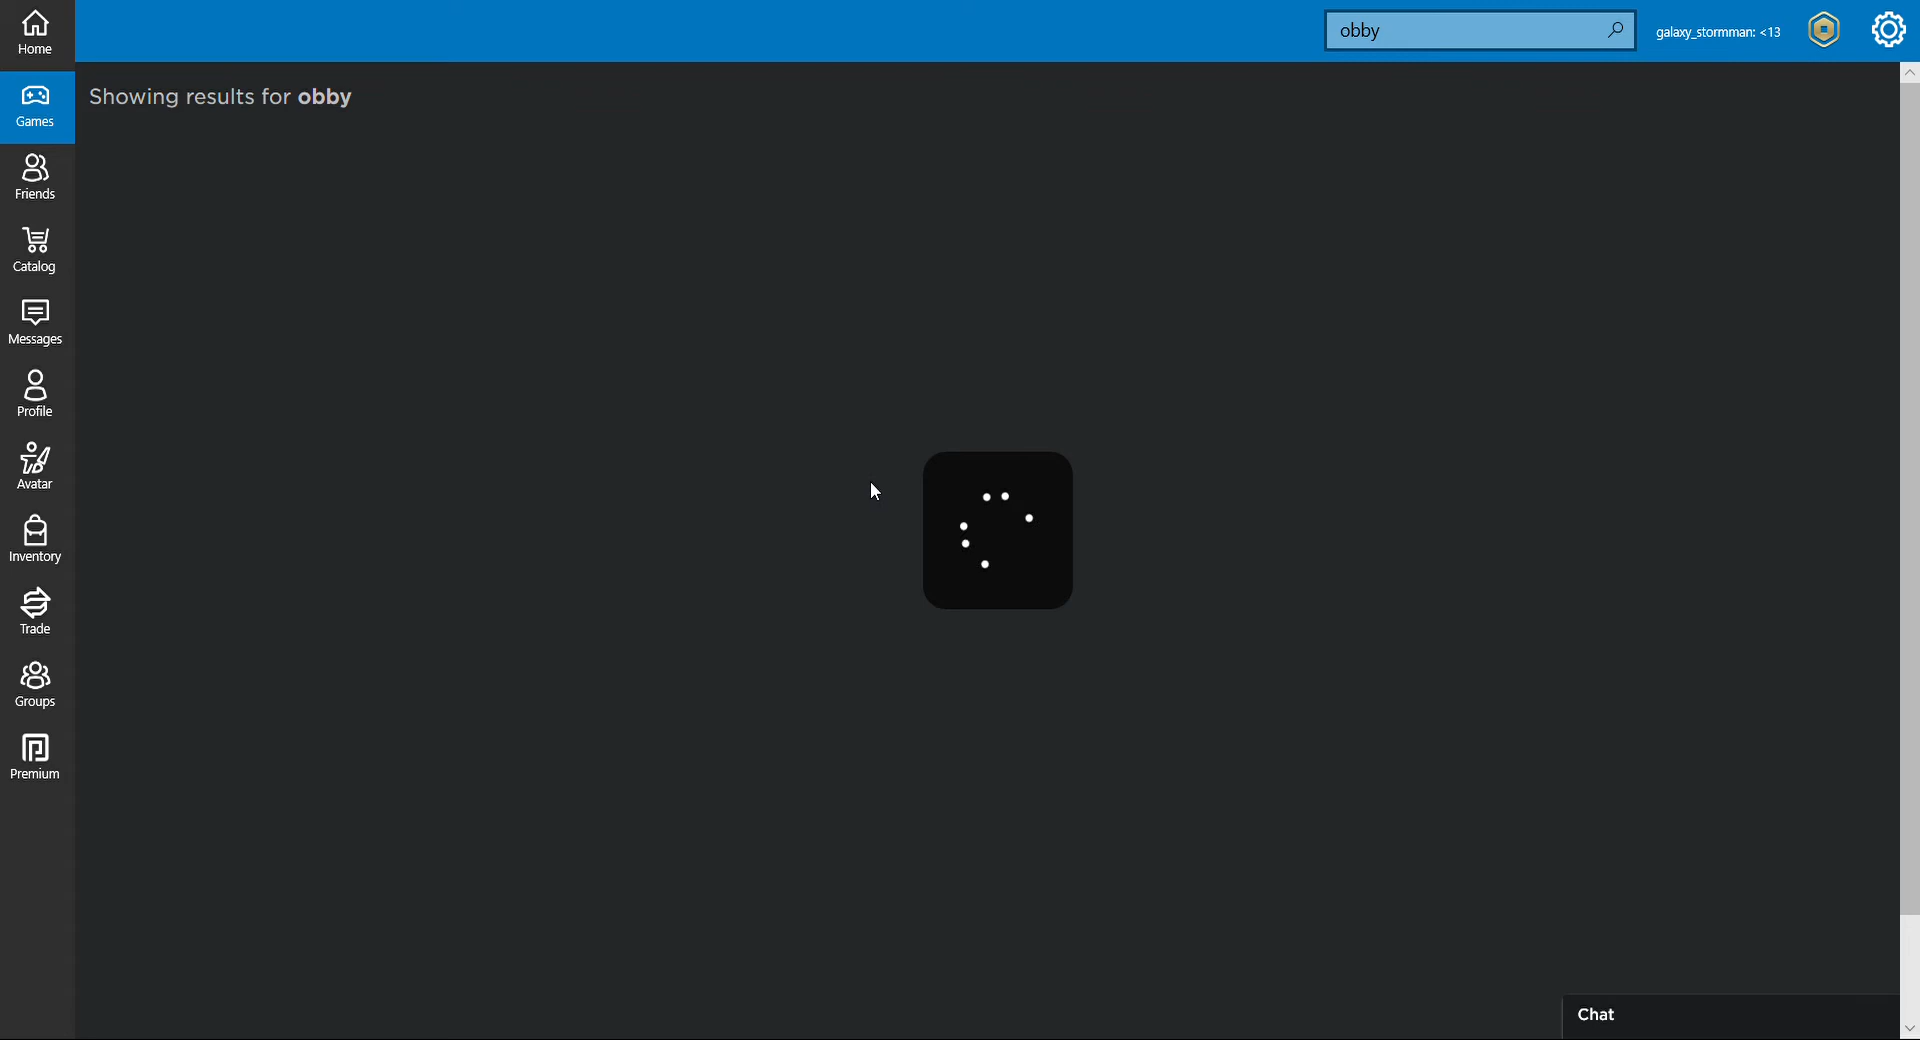 Home
obby
galaxy_stormman: <13
Showing results for obby
Games
Friends
Catalog
Messages
Profile
Avatar
Inventory
Trade
Groups
Premium
Chat